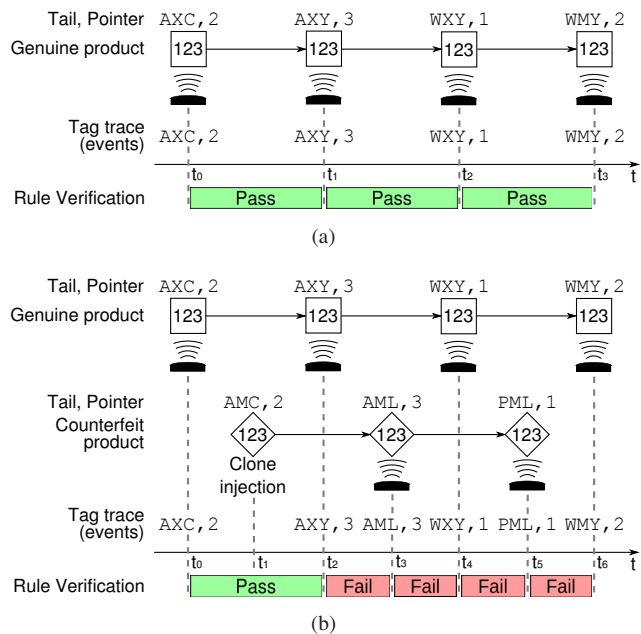 Tail, Pointer AXC,2 AXY,3 WXY,1 WMY,2
Genuine product 123 123 123 123
Tag trace (events) AXC,2 AXY,3 WXY,1 WMY,2
t0 t1 t2 t3 t
Rule Verification Pass Pass Pass
(a)
Tail, Pointer AXC,2 AXY,3 WXY,1 WMY,2
Genuine product 123 123 123 123
Tail, Pointer AMC,2 AML,3 PML,1
Counterfeit product 123 123 123
Clone injection
Tag trace (events) AXC,2 AXY,3 AML,3 WXY,1 PML,1 WMY,2
t0 t1 t2 t3 t4 t5 t6 t
Rule Verification Pass Fail Fail Fail Fail
(b)